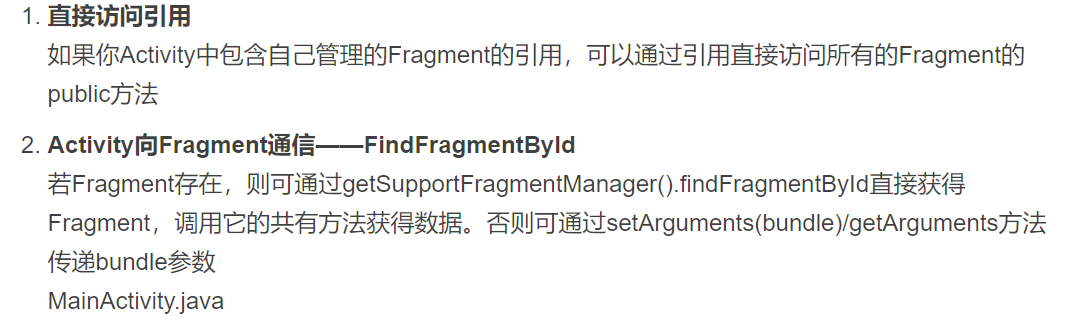 1. 直接访问引用
如果你Activity中包含自己管理的Fragment的引用，可以通过引用直接访问所有的Fragment的
public方法
2. Activity向Fragment通信——FindFragmentById
若Fragment存在，则可通过getSupportFragmentManager().findFragmentById直接获得
Fragment，调用它的共有方法获得数据。否则可通过setArguments(bundle)/getArguments方法
传递bundle参数
MainActivity.java